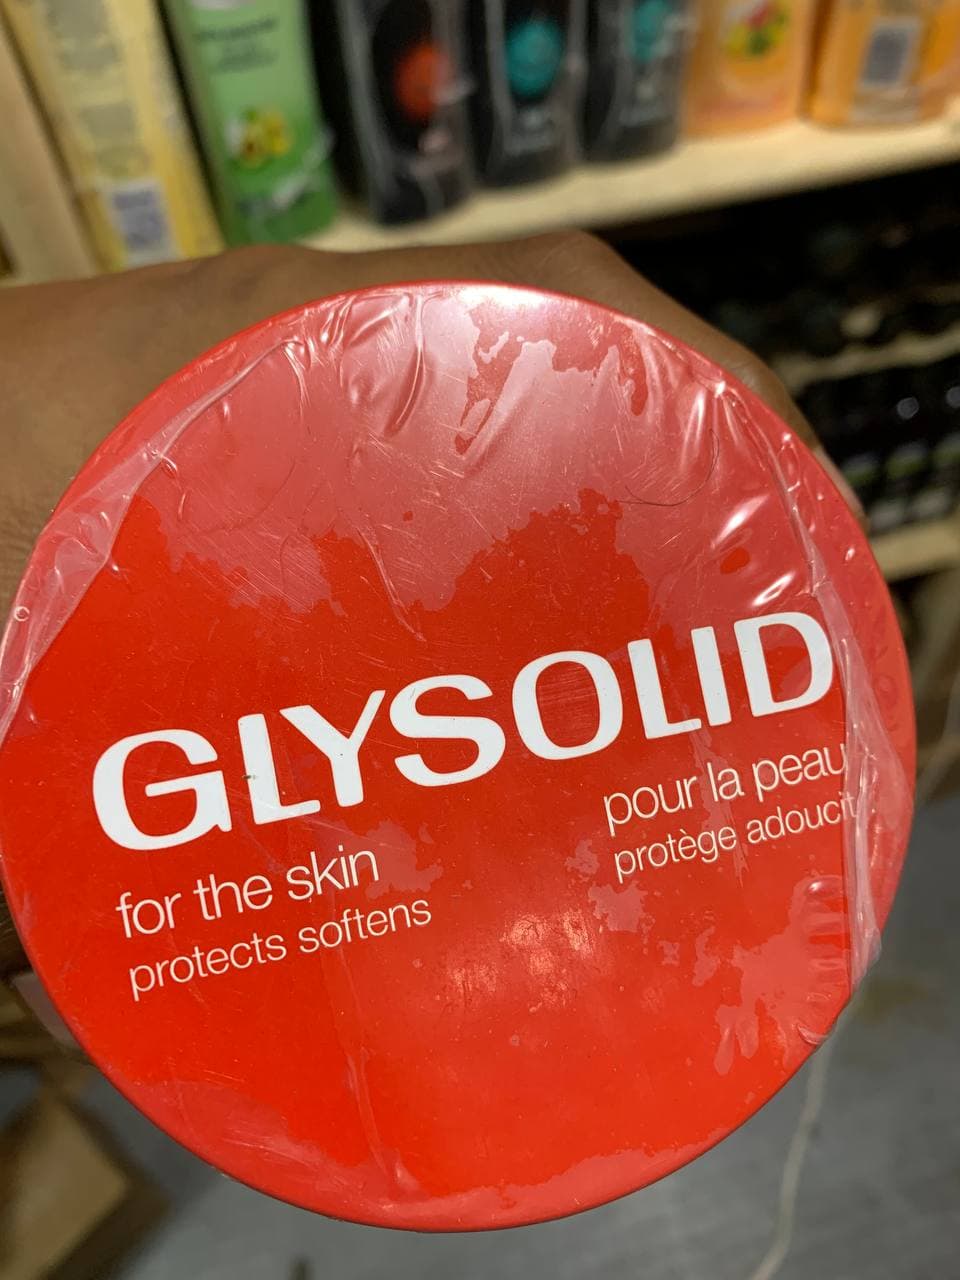 GLYSOLID
for the skin
protects softens
pour la peau
protège adoucit